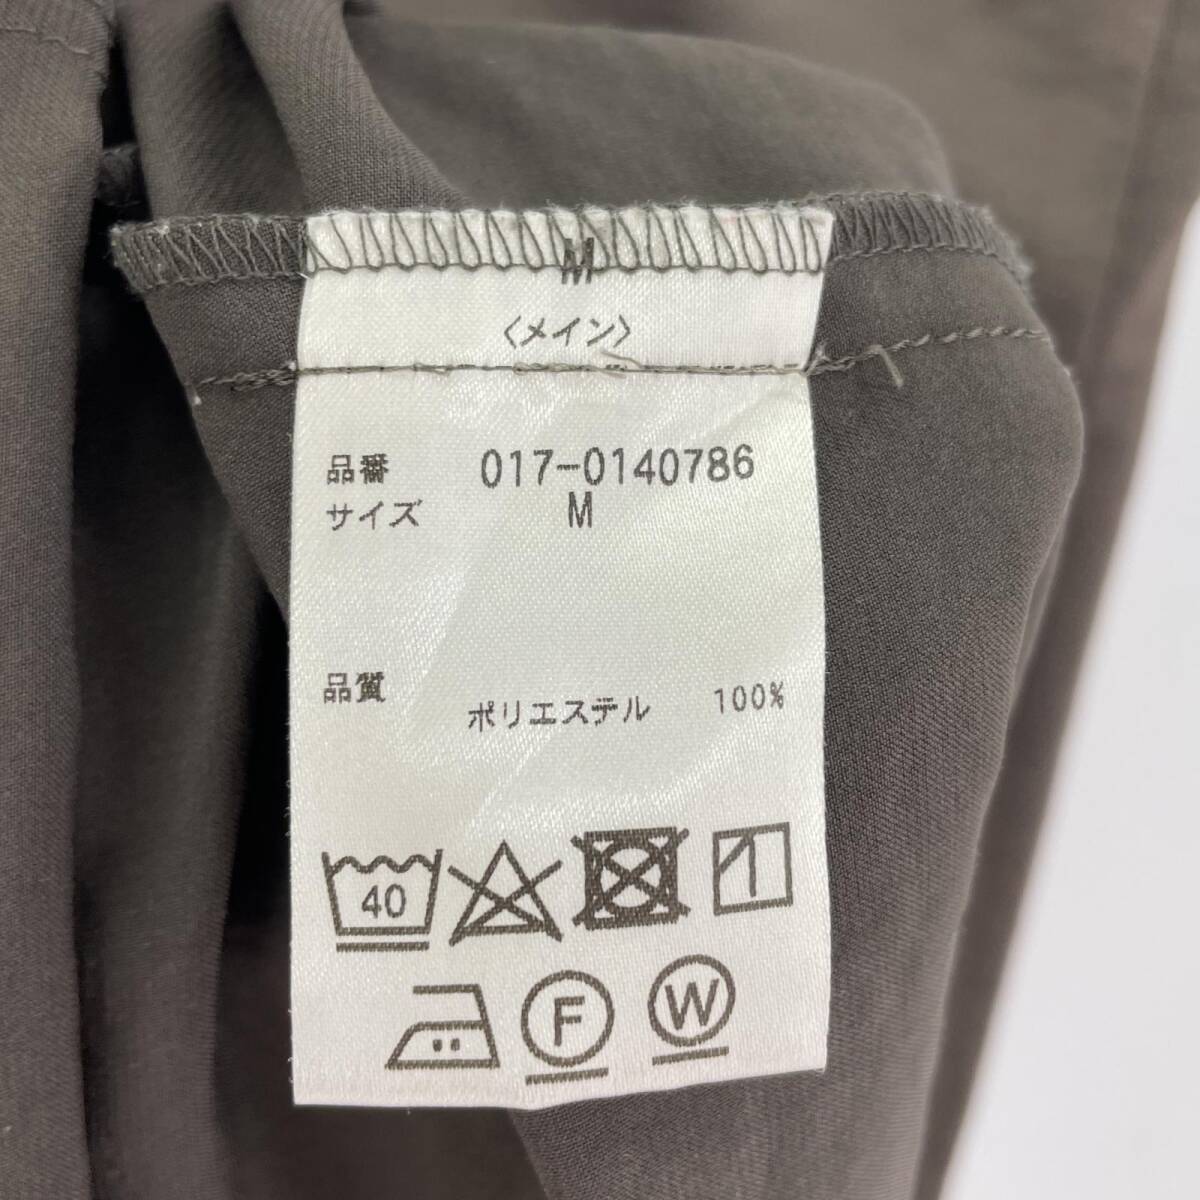 M
〈メイン〉
品番 017-0140786
サイズ M
品質 ポリエステル 100%
40
F W